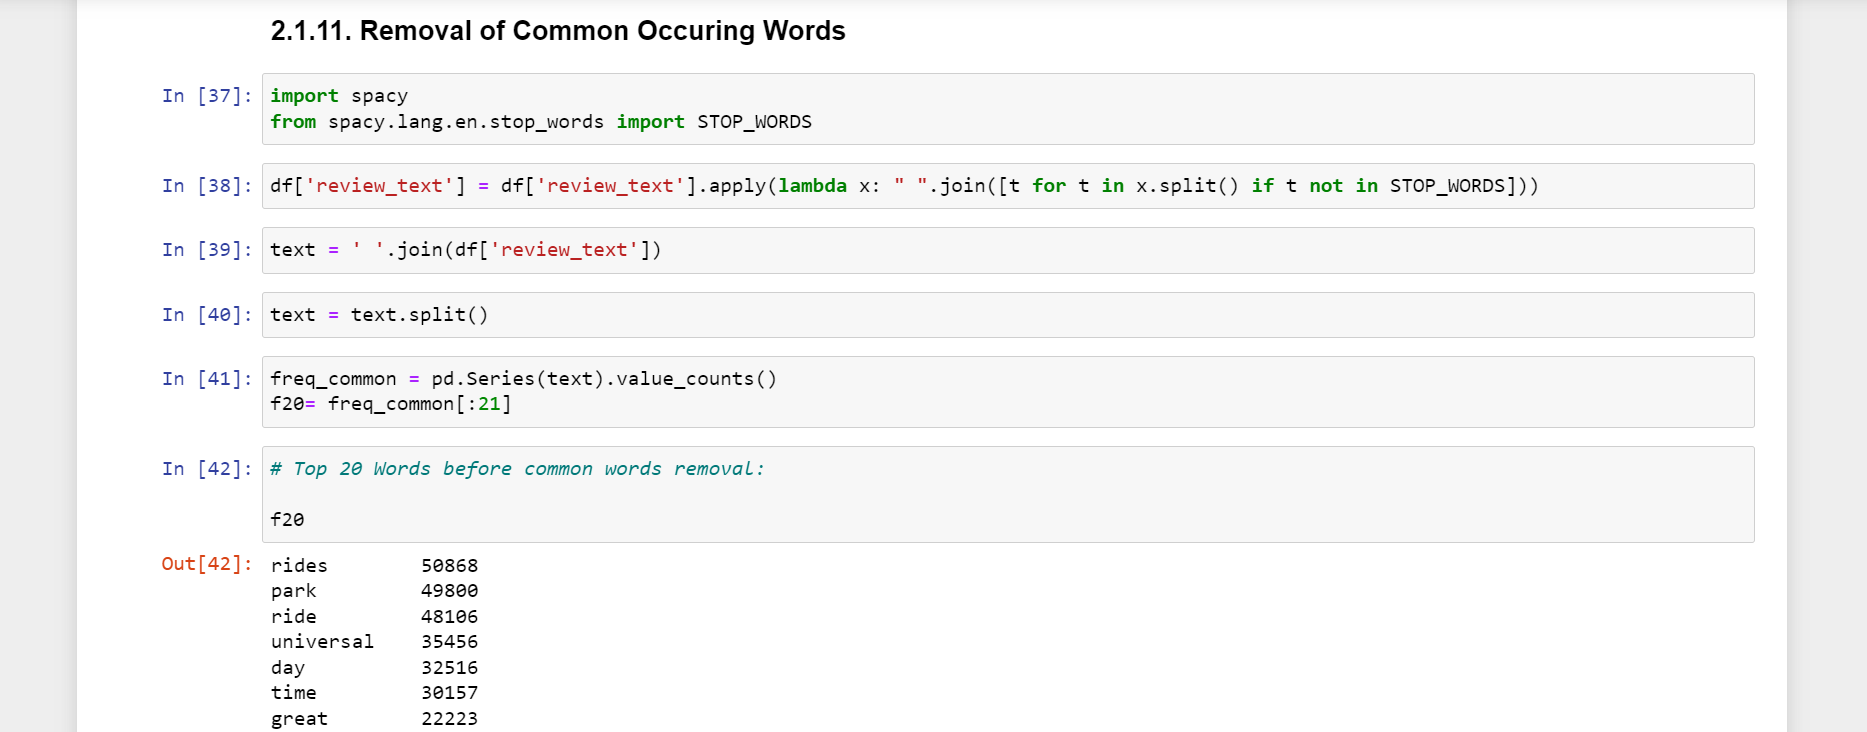 2.1.11. Removal of Common Occuring Words
In [37]: import spacy
from spacy.lang.en.stop_words import STOP_WORDS
In [38]: df['review_text'] = df['review_text'].apply(lambda x: " ".join([t for t in x.split() if t not in STOP_WORDS]))
In [39]: text = ' '.join(df['review_text'])
In [40]: text = text.split()
In [41]: freq_common = pd.Series(text).value_counts()
f20= freq_common[:21]
In [42]: # Top 20 Words before common words removal:
f20
Out[42]: rides 50868
park 49800
ride 48106
universal 35456
day 32516
time 30157
great 22223